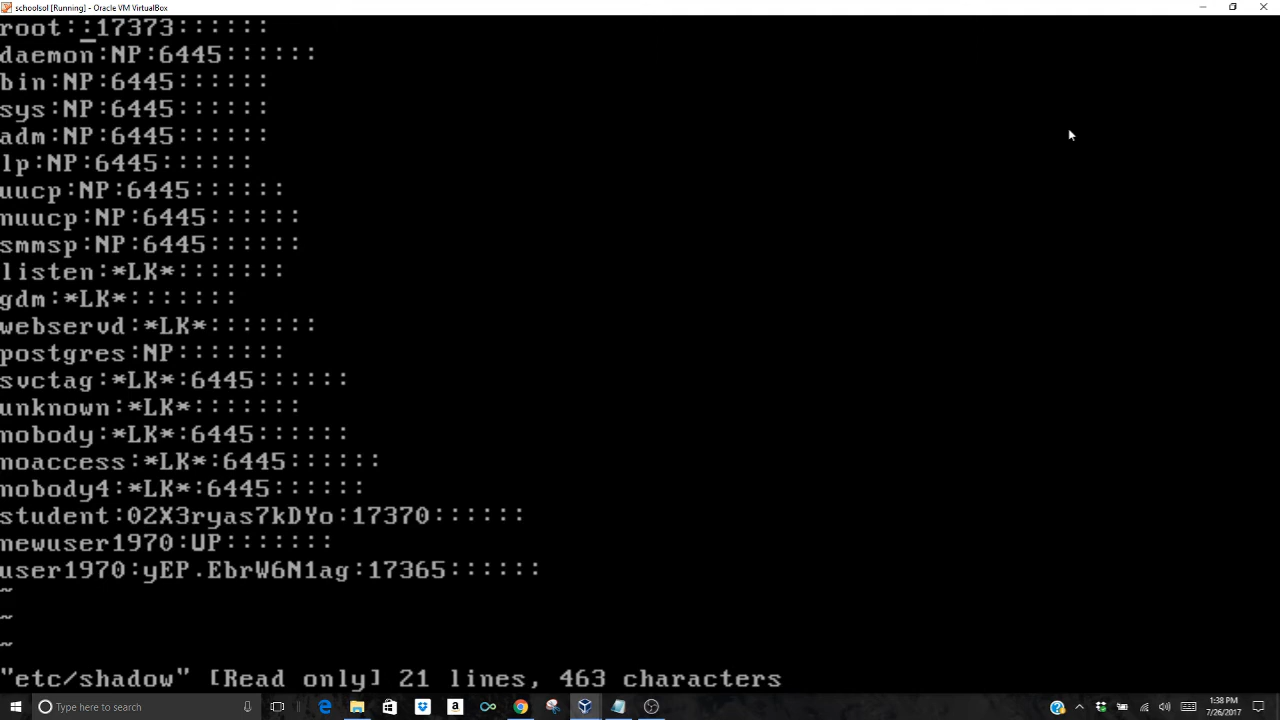 schoolsol [Running] - Oracle VM VirtualBox
root::17373::::::
daemon:NP:6445::::::
bin:NP:6445::::::
sys:NP:6445::::::
adm:NP:6445::::::
lp:NP:6445::::::
uucp:NP:6445::::::
nuucp:NP:6445::::::
smmsp:NP:6445::::::
listen:*LK*:::::::
gdm:*LK*:::::::
webservd:*LK*:::::::
postgres:NP:::::::
svctag:*LK*:6445::::::
unknown:*LK*:::::::
nobody:*LK*:6445::::::
noaccess:*LK*:6445::::::
nobody4:*LK*:6445::::::
student:02X3ryas7kDYo:17370::::::
newuser1970:UP:::::::
user1970:yEP.EbrW6N1ag:17365::::::
~
~
~
"etc/shadow" [Read only] 21 lines, 463 characters
Type here to search
1:38 PM
7/26/2017